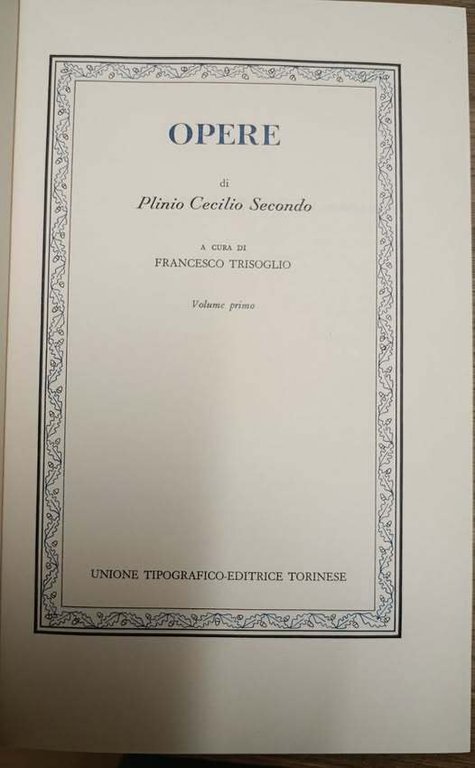 OPERE
di
Plinio Cecilio Secondo
A CURA DI
FRANCESCO TRISOGLIO
Volume primo
UNIONE TIPOGRAFICO-EDITRICE TORINESE